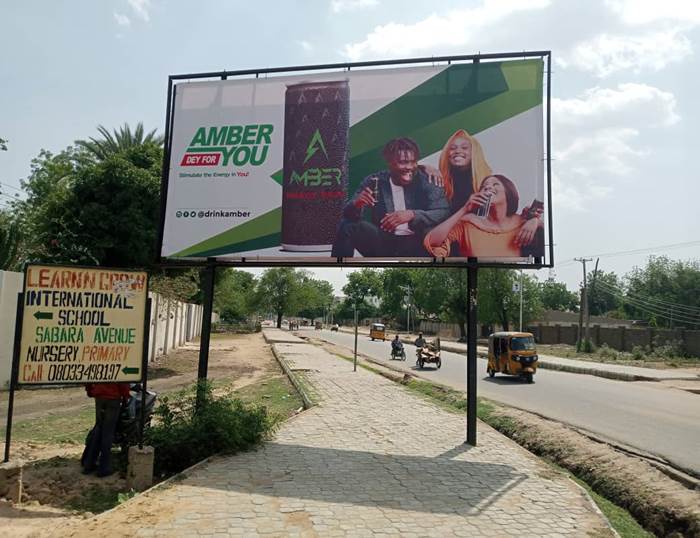 AMBER
DEY FOR
YOU
Stimulate the Energy in You!
@drinkamber
AMBER
LEARN N GROW
INTERNATIONAL
SCHOOL
SABARA AVENUE
NURSERY, PRIMARY
Call 08033493197